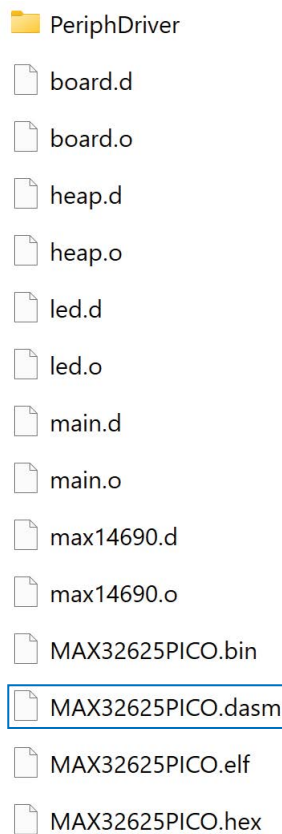 PeriphDriver
board.d
board.o
heap.d
heap.o
led.d
led.o
main.d
main.o
max14690.d
max14690.o
MAX32625PICO.bin
MAX32625PICO.dasm
MAX32625PICO.elf
MAX32625PICO.hex